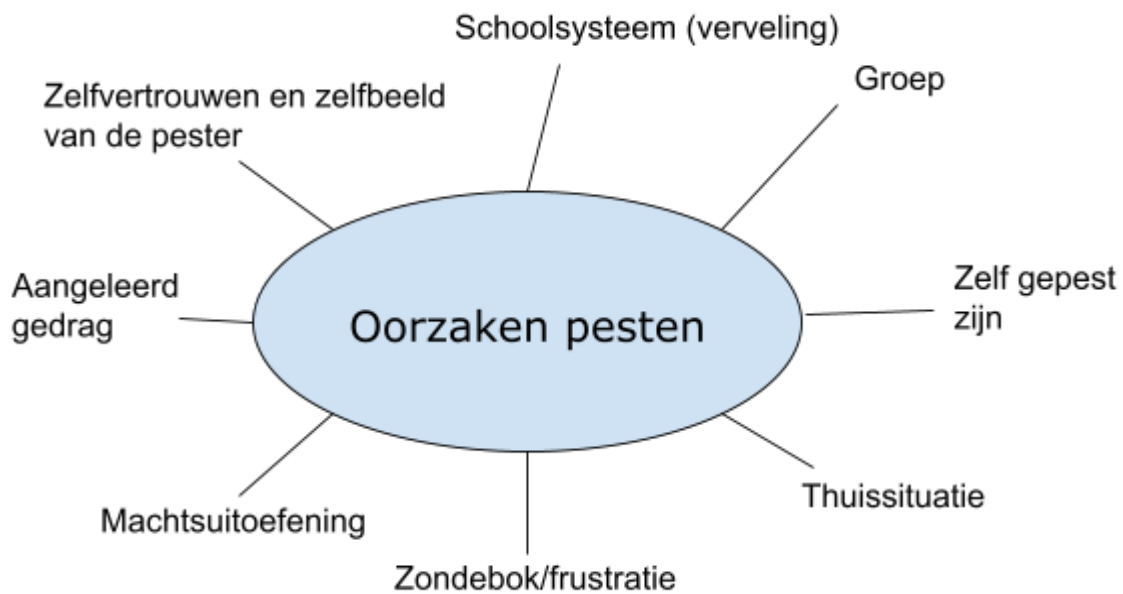 Schoolsysteem (verveling)
Groep
Zelfvertrouwen en zelfbeeld
van de pester
Zelf gepest
zijn
Aangeleerd
gedrag
Oorzaken pesten
Thuissituatie
Machtsuitoefening
Zondebok/frustratie